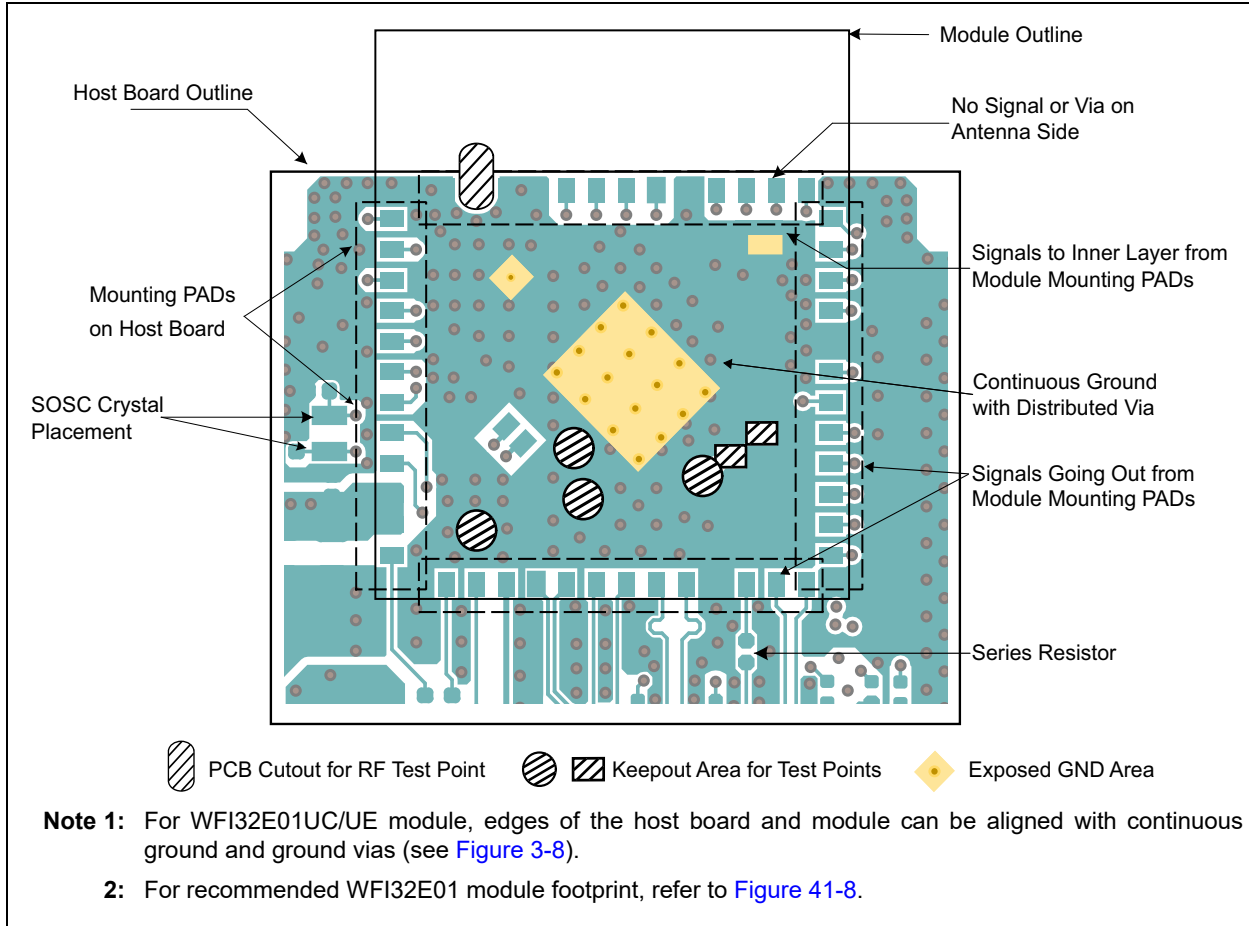 Module Outline
Host Board Outline
No Signal or Via on
Antenna Side
Signals to Inner Layer from
Module Mounting PADs
Mounting PADs
on Host Board
Continuous Ground
with Distributed Via
SOSC Crystal
Placement
Signals Going Out from
Module Mounting PADs
Series Resistor
PCB Cutout for RF Test Point
Keepout Area for Test Points
Exposed GND Area
Note 1: For WFI32E01UC/UE module, edges of the host board and module can be aligned with continuous
ground and ground vias (see Figure 3-8).
2: For recommended WFI32E01 module footprint, refer to Figure 41-8.